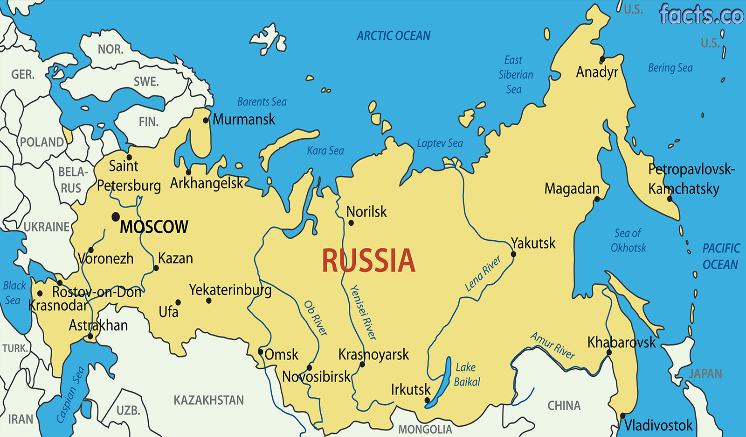 facts.co
U.S.
U.S.
ARCTIC OCEAN
NOR.
SWE.
FIN.
GER.
POLAND
BELA-
RUS
UKRAINE
East
Siberian
Sea
Anadyr
Bering Sea
Barents Sea
Murmansk
Kara Sea
Laptev Sea
Saint
Petersburg
Arkhangelsk
Petropavlovsk-
Kamchatsky
Magadan
Norilsk
MOSCOW
Sea of
Okhotsk
PACIFIC
OCEAN
Yakutsk
Voronezh
Kazan
RUSSIA
Lena River
Black
Sea
Rostov-on-Don
Krasnodar
Yekaterinburg
Ufa
Ob River
Yenisei River
Astrakhan
Omsk
Krashoyarsk
Novosibirsk
Amur River
Khabarovsk
Lake
Baikal
Irkutsk
TURK.
Caspian Sea
IRAN
UZB.
KAZAKHSTAN
MONGOLIA
CHINA
JAPAN
Vladivostok